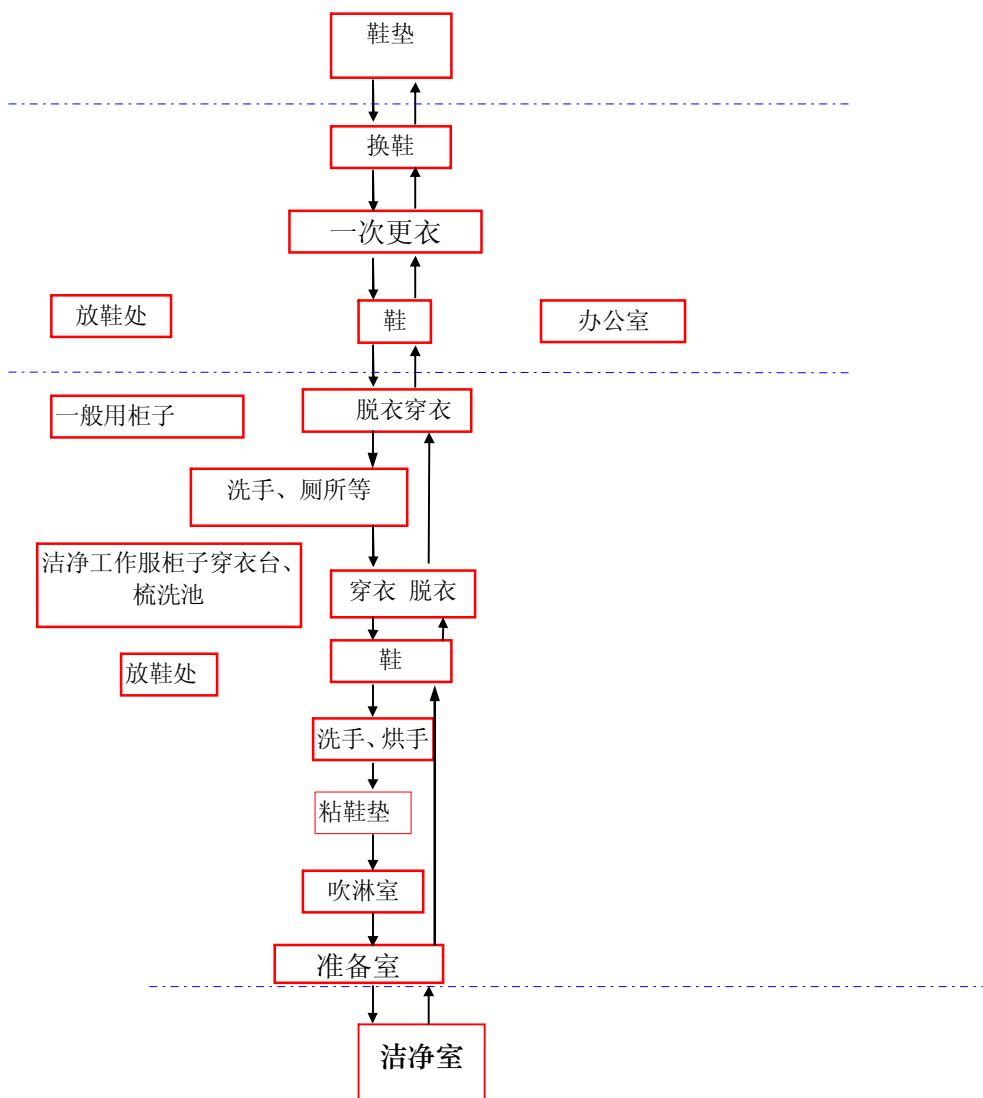 鞋垫
换鞋
一次更衣
放鞋处
鞋
办公室
一般用柜子
脱衣穿衣
洗手、厕所等
洁净工作服柜子穿衣台、
梳洗池
穿衣 脱衣
鞋
放鞋处
洗手、烘手
粘鞋垫
吹淋室
准备室
洁净室